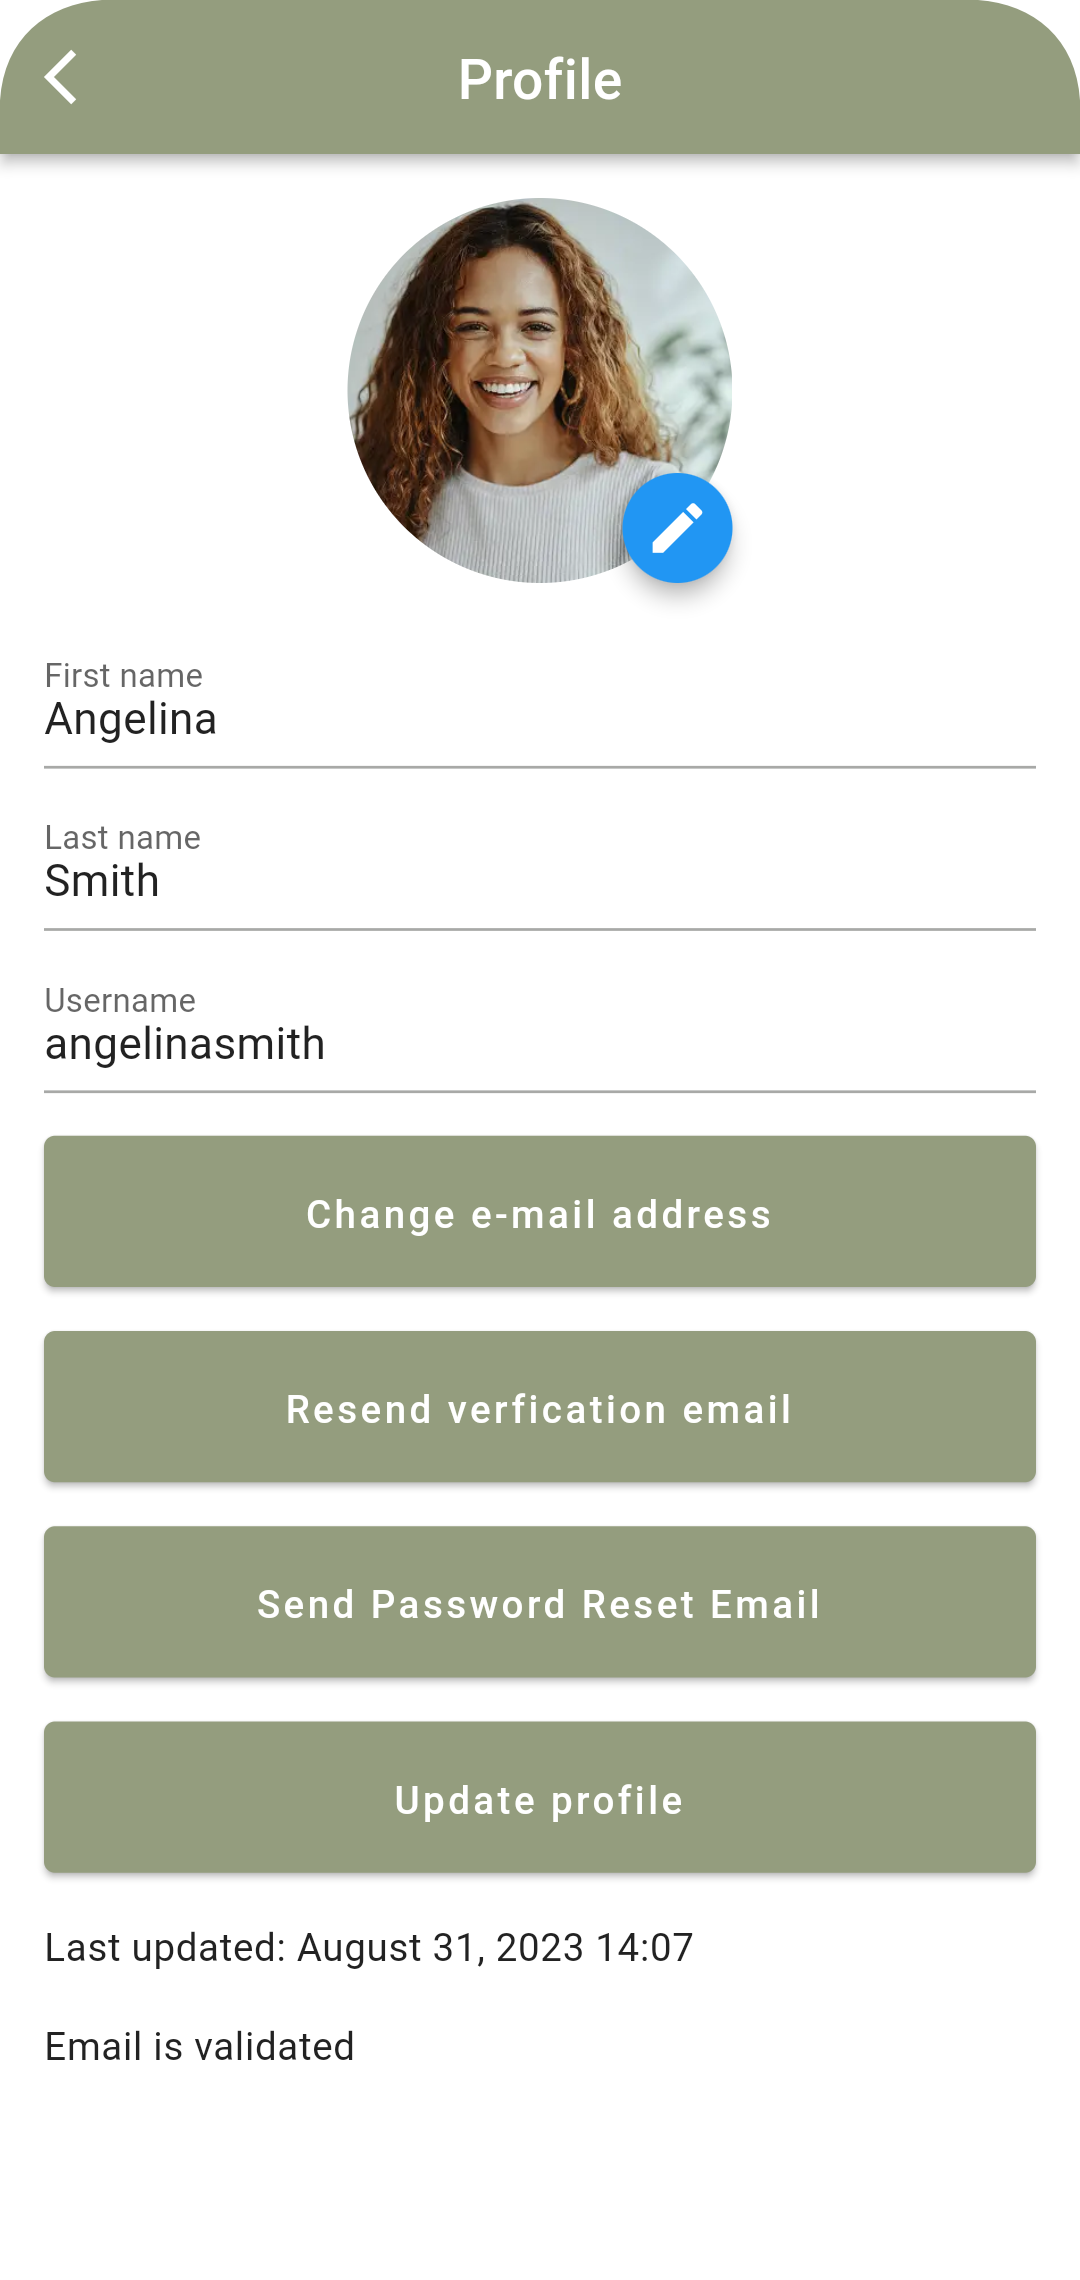 Profile
First name
Angelina
Last name
Smith
Username
angelinasmith
Change e-mail address
Resend verfication email
Send Password Reset Email
Update profile
Last updated: August 31, 2023 14:07
Email is validated